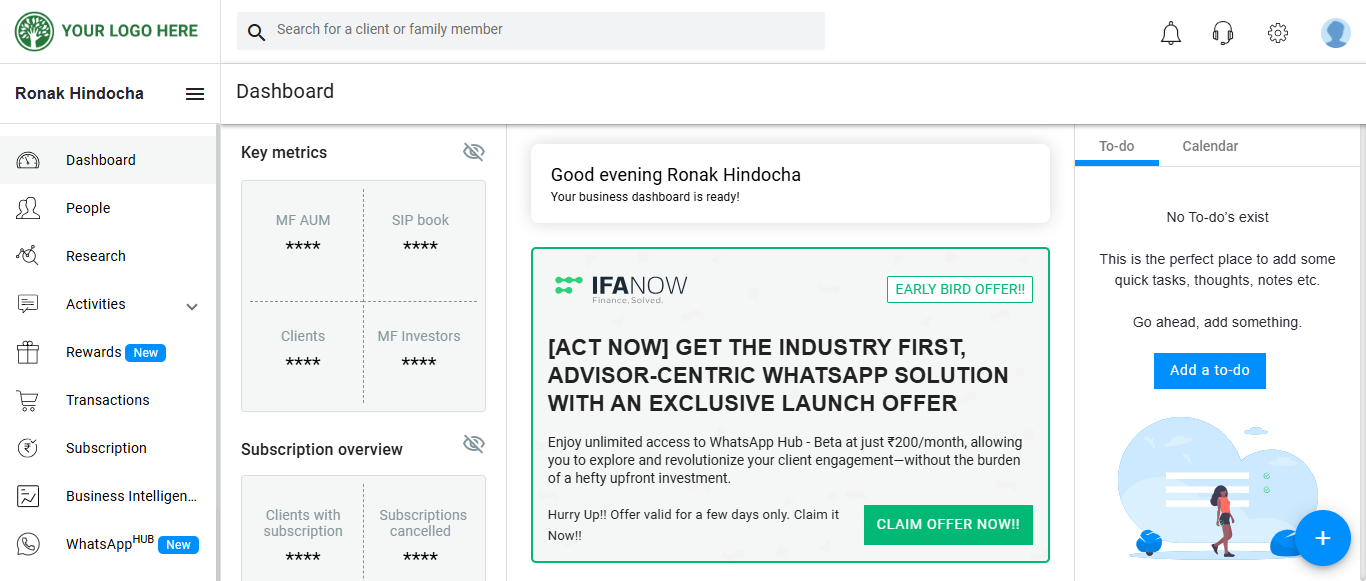 YOUR LOGO HERE
Search for a client or family member
Ronak Hindocha
Dashboard
Dashboard
People
Research
Activities
Rewards New
Transactions
Subscription
Business Intelligen...
WhatsAppHUB New
Key metrics
MF AUM
****
SIP book
****
Clients
****
MF Investors
****
Subscription overview
Clients with
subscription
****
Subscriptions
cancelled
****
Good evening Ronak Hindocha
Your business dashboard is ready!
IFANOW
Finance, Solved.
EARLY BIRD OFFER!!
[ACT NOW] GET THE INDUSTRY FIRST,
ADVISOR-CENTRIC WHATSAPP SOLUTION
WITH AN EXCLUSIVE LAUNCH OFFER
Enjoy unlimited access to WhatsApp Hub - Beta at just ₹200/month, allowing
you to explore and revolutionize your client engagement—without the burden
of a hefty upfront investment.
Hurry Up!! Offer valid for a few days only. Claim it
Now!!
CLAIM OFFER NOW!!
To-do
Calendar
No To-do's exist
This is the perfect place to add some
quick tasks, thoughts, notes etc.
Go ahead, add something.
Add a to-do
+